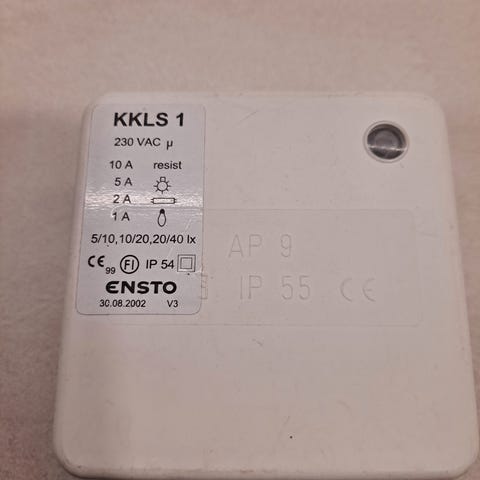 KKLS 1
230 VAC µ
10 A resist
5 A
2 A
1 A
5/10,10/20,20/40 lx
CE 99 FI IP 54
ENSTO
30.08.2002 V3
AP 9
IP 55 CE